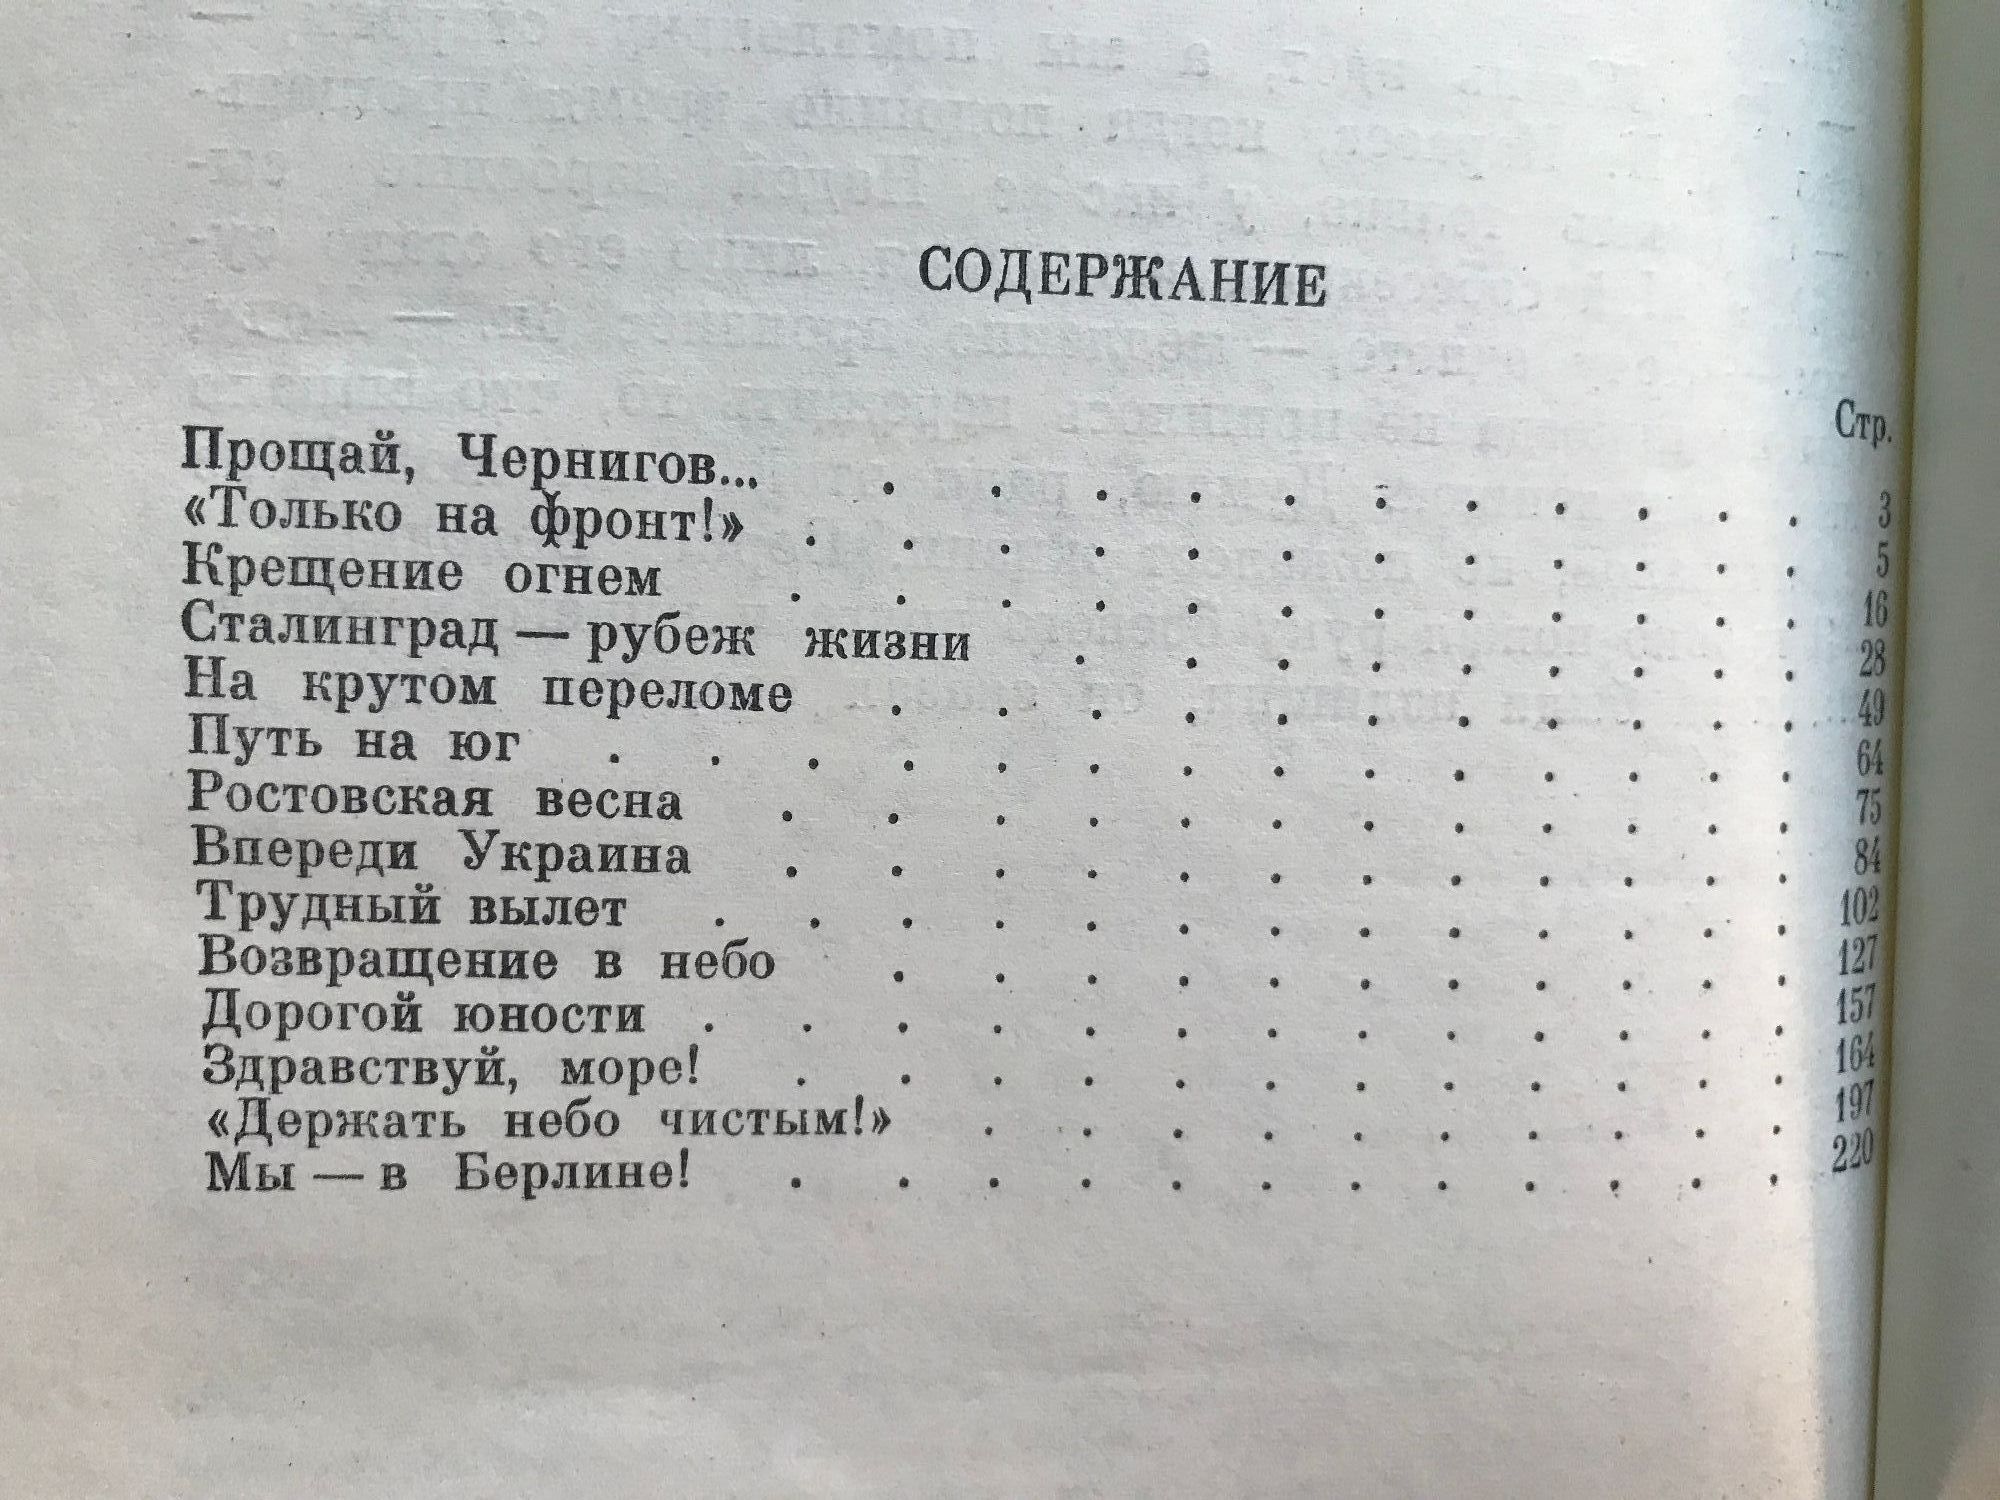 СОДЕРЖАНИЕ
Стр.
Прощай, Чернигов... . . . . . . . . . . . 3
«Только на фронт!» . . . . . . . . . . . . 5
Крещение огнем . . . . . . . . . . . . 16
Сталинград — рубеж жизни . . . . . . . . . 28
На крутом переломе . . . . . . . . . . . 49
Путь на юг . . . . . . . . . . . . . . 64
Ростовская весна . . . . . . . . . . . . 75
Впереди Украина . . . . . . . . . . . . 84
Трудный вылет . . . . . . . . . . . . . 102
Возвращение в небо . . . . . . . . . . . 127
Дорогой юности . . . . . . . . . . . . . 157
Здравствуй, море! . . . . . . . . . . . . 164
«Держать небо чистым!» . . . . . . . . . . 197
Мы — в Берлине! . . . . . . . . . . . . 220